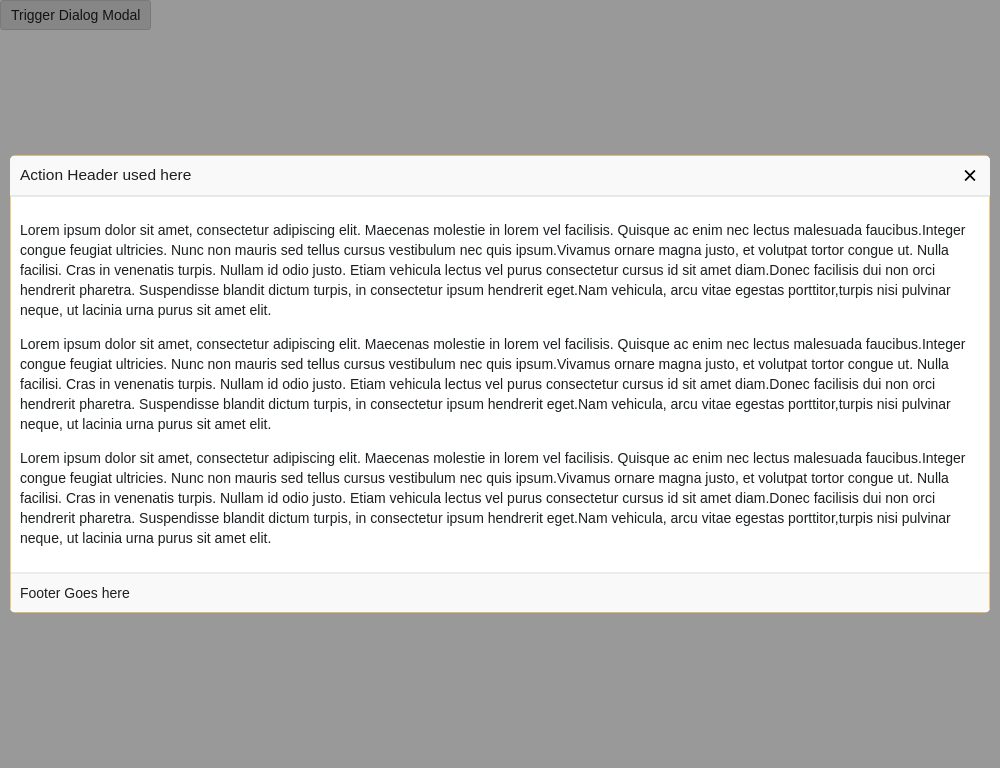 Trigger Dialog Modal
Action Header used here
×
Lorem ipsum dolor sit amet, consectetur adipiscing elit. Maecenas molestie in lorem vel facilisis. Quisque ac enim nec lectus malesuada faucibus.Integer
congue feugiat ultricies. Nunc non mauris sed tellus cursus vestibulum nec quis ipsum.Vivamus ornare magna justo, et volutpat tortor congue ut. Nulla
facilisi. Cras in venenatis turpis. Nullam id odio justo. Etiam vehicula lectus vel purus consectetur cursus id sit amet diam.Donec facilisis dui non orci
hendrerit pharetra. Suspendisse blandit dictum turpis, in consectetur ipsum hendrerit eget.Nam vehicula, arcu vitae egestas porttitor,turpis nisi pulvinar
neque, ut lacinia urna purus sit amet elit.
Lorem ipsum dolor sit amet, consectetur adipiscing elit. Maecenas molestie in lorem vel facilisis. Quisque ac enim nec lectus malesuada faucibus.Integer
congue feugiat ultricies. Nunc non mauris sed tellus cursus vestibulum nec quis ipsum.Vivamus ornare magna justo, et volutpat tortor congue ut. Nulla
facilisi. Cras in venenatis turpis. Nullam id odio justo. Etiam vehicula lectus vel purus consectetur cursus id sit amet diam.Donec facilisis dui non orci
hendrerit pharetra. Suspendisse blandit dictum turpis, in consectetur ipsum hendrerit eget.Nam vehicula, arcu vitae egestas porttitor,turpis nisi pulvinar
neque, ut lacinia urna purus sit amet elit.
Lorem ipsum dolor sit amet, consectetur adipiscing elit. Maecenas molestie in lorem vel facilisis. Quisque ac enim nec lectus malesuada faucibus.Integer
congue feugiat ultricies. Nunc non mauris sed tellus cursus vestibulum nec quis ipsum.Vivamus ornare magna justo, et volutpat tortor congue ut. Nulla
facilisi. Cras in venenatis turpis. Nullam id odio justo. Etiam vehicula lectus vel purus consectetur cursus id sit amet diam.Donec facilisis dui non orci
hendrerit pharetra. Suspendisse blandit dictum turpis, in consectetur ipsum hendrerit eget.Nam vehicula, arcu vitae egestas porttitor,turpis nisi pulvinar
neque, ut lacinia urna purus sit amet elit.
Footer Goes here